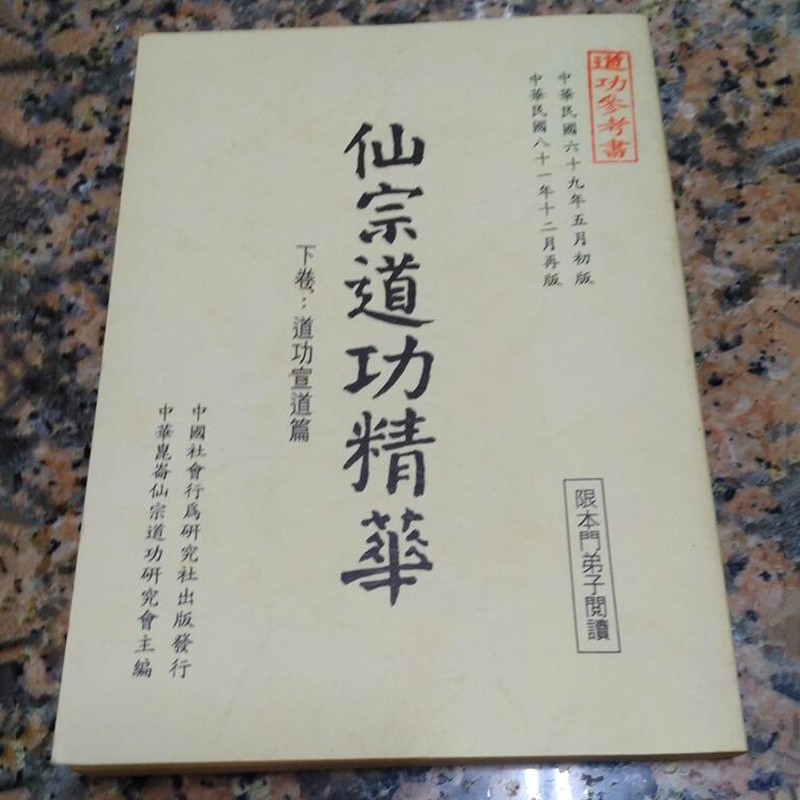 道功參考書
中華民國六十九年五月初版
中華民國八十一年十二月再版
限本門弟子閱讀
仙宗道功精華
下卷：道功宣道篇
中國社會行為研究社出版發行
中華崑崙仙宗道功研究會主編